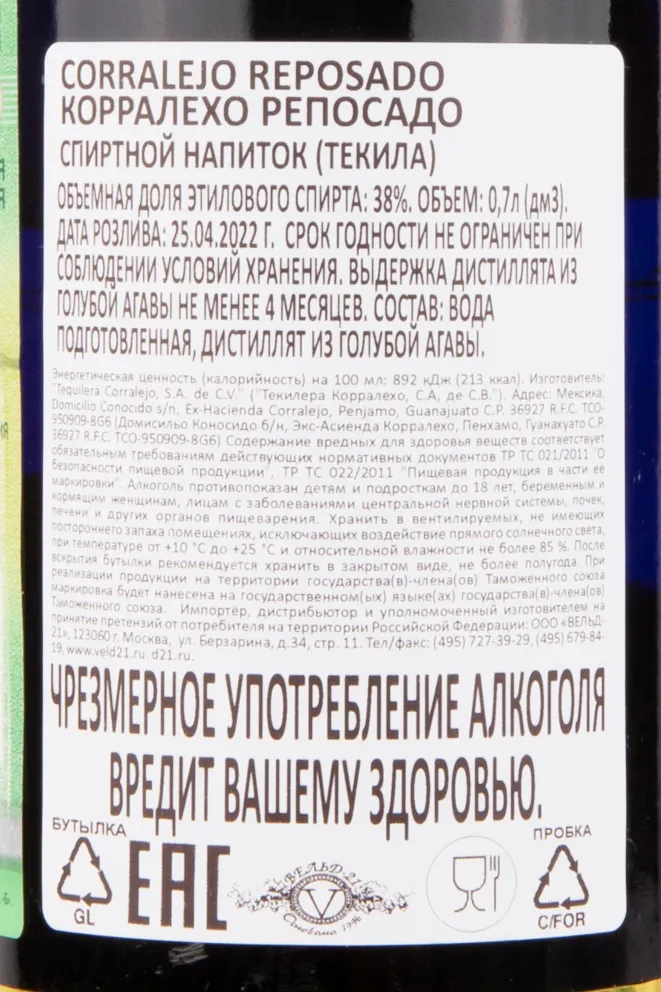 CORRALEJO REPOSADO
КОРРАЛЕХО РЕПОСАДО
СПИРТНОЙ НАПИТОК (ТЕКИЛА)
ОБЪЕМНАЯ ДОЛЯ ЭТИЛОВОГО СПИРТА: 38%. ОБЪЕМ: 0,7л (дм3).
ДАТА РОЗЛИВА: 25.04.2022 Г. СРОК ГОДНОСТИ НЕ ОГРАНИЧЕН ПРИ
СОБЛЮДЕНИИ УСЛОВИЙ ХРАНЕНИЯ. ВЫДЕРЖКА ДИСТИЛЛЯТА ИЗ
ГОЛУБОЙ АГАВЫ НЕ МЕНЕЕ 4 МЕСЯЦЕВ. СОСТАВ: ВОДА
ПОДГОТОВЛЕННАЯ, ДИСТИЛЛЯТ ИЗ ГОЛУБОЙ АГАВЫ.
Энергетическая ценность (калорийность) на 100 мл: 892 кДж (213 ккал). Изготовитель:
"Tequilera Corralejo, S.A. de C.V." ("Текилера Корралехо, С.А, де С.В."). Адрес: Мексика,
Domicilio Conocido s/n, Ex-Hacienda Corralejo, Penjamo, Guanajuato C.P. 36927 R.F.C. TCO-
950909-8G6 (Домисильо Коносидо б/н, Экс-Асиенда Корралехо, Пенхамо, Гуанахуато С.Р.
36927 R.F.C. TCO-950909-8G6) Содержание вредных для здоровья веществ соответствует
обязательным требованиям действующих нормативных документов ТР ТС 021/2011 "О
безопасности пищевой продукции", ТР ТС 022/2011 "Пищевая продукция в части ее
маркировки". Алкоголь противопоказан детям и подросткам до 18 лет, беременным и
кормящим женщинам, лицам с заболеваниями центральной нервной системы, почек,
печени и других органов пищеварения. Хранить в вентилируемых, не имеющих
постороннего запаха помещениях, исключающих воздействие прямого солнечного света,
при температуре от +10 °C до +25 °C и относительной влажности не более 85 %. После
вскрытия бутылки рекомендуется хранить в закрытом виде, не более полугода. При
реализации продукции на территории государства(в)-члена(ов) Таможенного союза
маркировка будет нанесена на государственном(ых) языке(ах) государства(в)-члена(ов)
Таможенного союза. Импортёр, дистрибьютор и уполномоченный изготовителем на
принятие претензий от потребителя на территории Российской Федерации: ООО «ВЕЛЬД-
21», 123060 г. Москва, ул. Берзарина, д.34, стр. 11. Тел/факс: (495) 727-39-29, (495) 679-84-
19, www.veld21.ru. d21.ru.
ЧРЕЗМЕРНОЕ УПОТРЕБЛЕНИЕ АЛКОГОЛЯ
ВРЕДИТ ВАШЕМУ ЗДОРОВЬЮ.
БУТЫЛКА
GL
EAC
ВЕЛЬД-21
V
Основана 1996
ПРОБКА
C/FOR